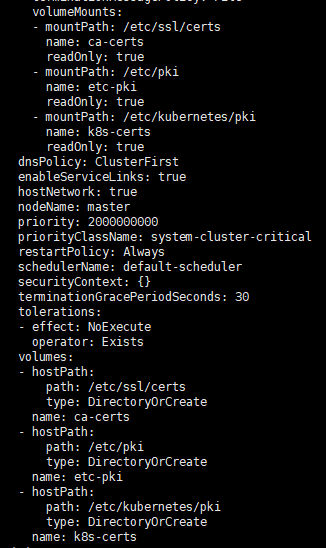 terminationMessagePolicy: File
volumeMounts:
- mountPath: /etc/ssl/certs
name: ca-certs
readOnly: true
- mountPath: /etc/pki
name: etc-pki
readOnly: true
- mountPath: /etc/kubernetes/pki
name: k8s-certs
readOnly: true
dnsPolicy: ClusterFirst
enableServiceLinks: true
hostNetwork: true
nodeName: master
priority: 2000000000
priorityClassName: system-cluster-critical
restartPolicy: Always
schedulerName: default-scheduler
securityContext: {}
terminationGracePeriodSeconds: 30
tolerations:
- effect: NoExecute
operator: Exists
volumes:
- hostPath:
path: /etc/ssl/certs
type: DirectoryOrCreate
name: ca-certs
- hostPath:
path: /etc/pki
type: DirectoryOrCreate
name: etc-pki
- hostPath:
path: /etc/kubernetes/pki
type: DirectoryOrCreate
name: k8s-certs